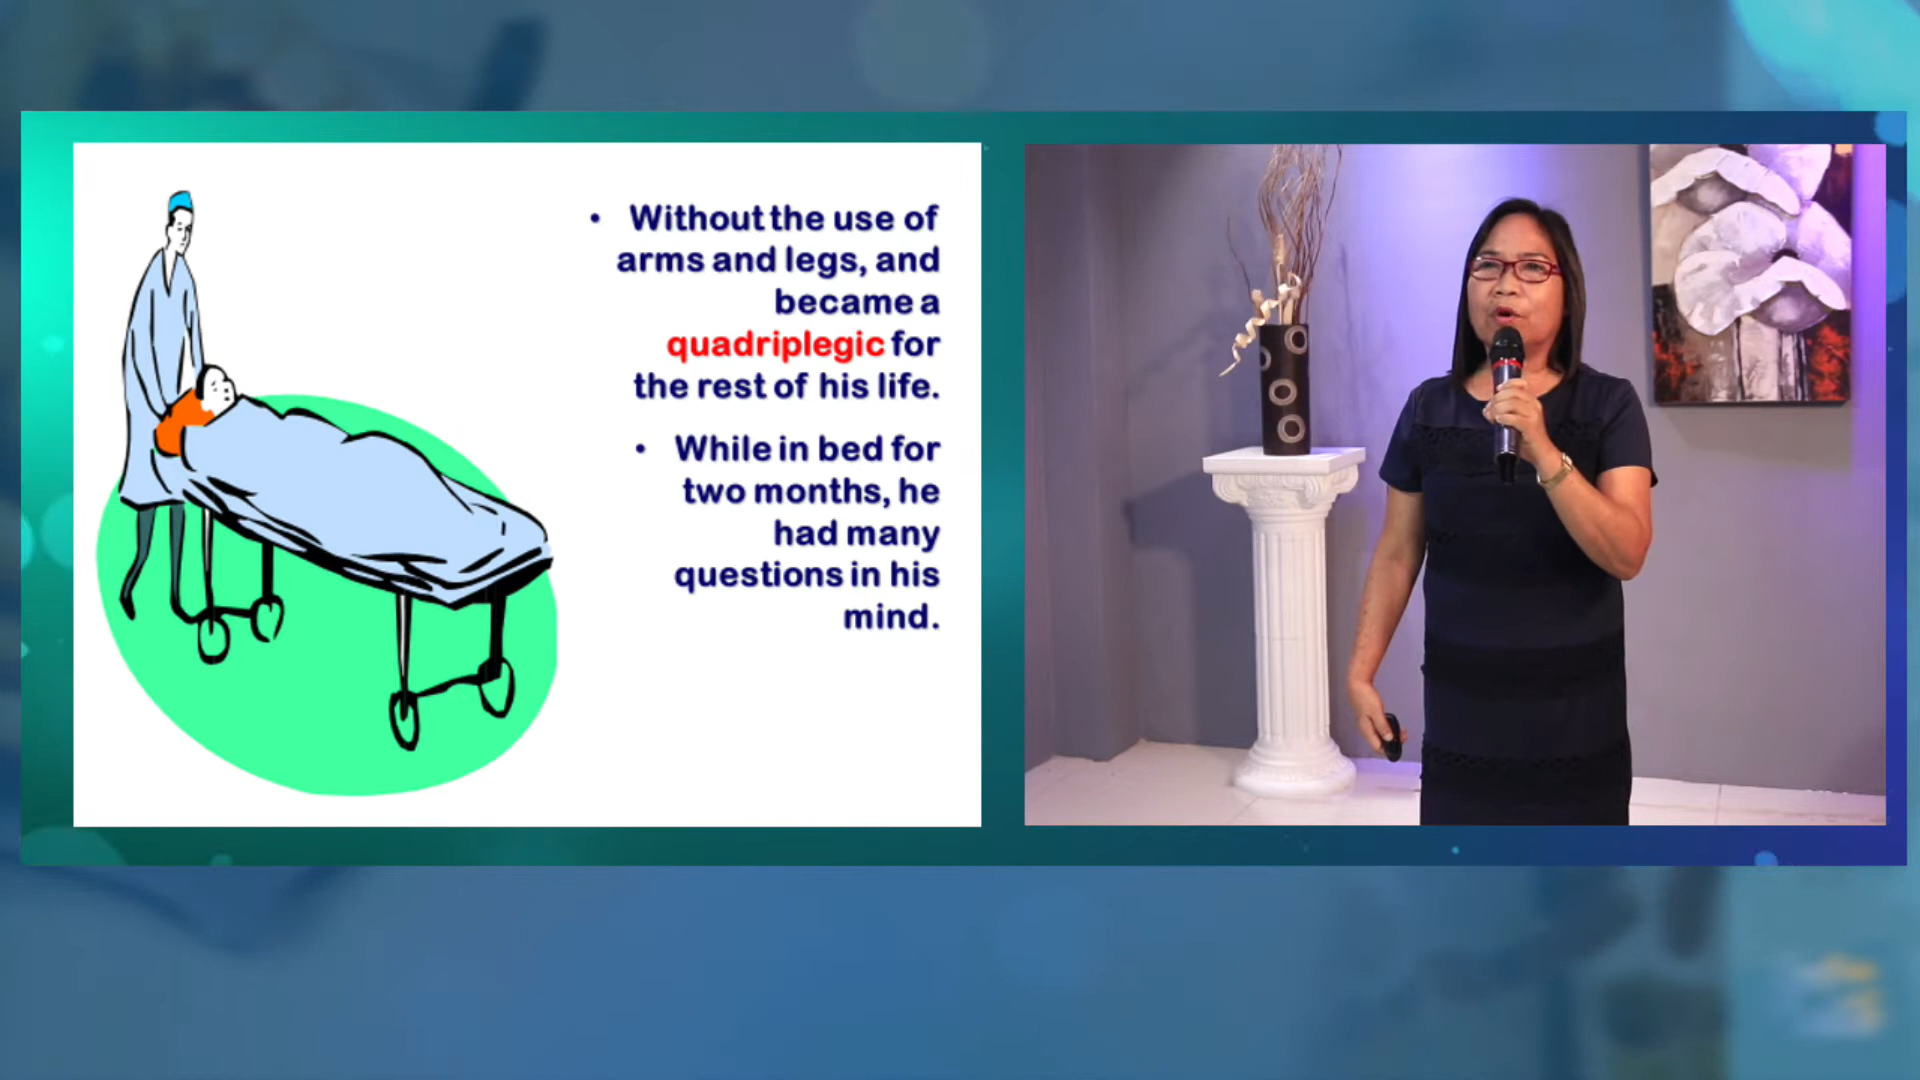 • Without the use of
arms and legs, and
became a
quadriplegic for
the rest of his life.
• While in bed for
two months, he
had many
questions in his
mind.